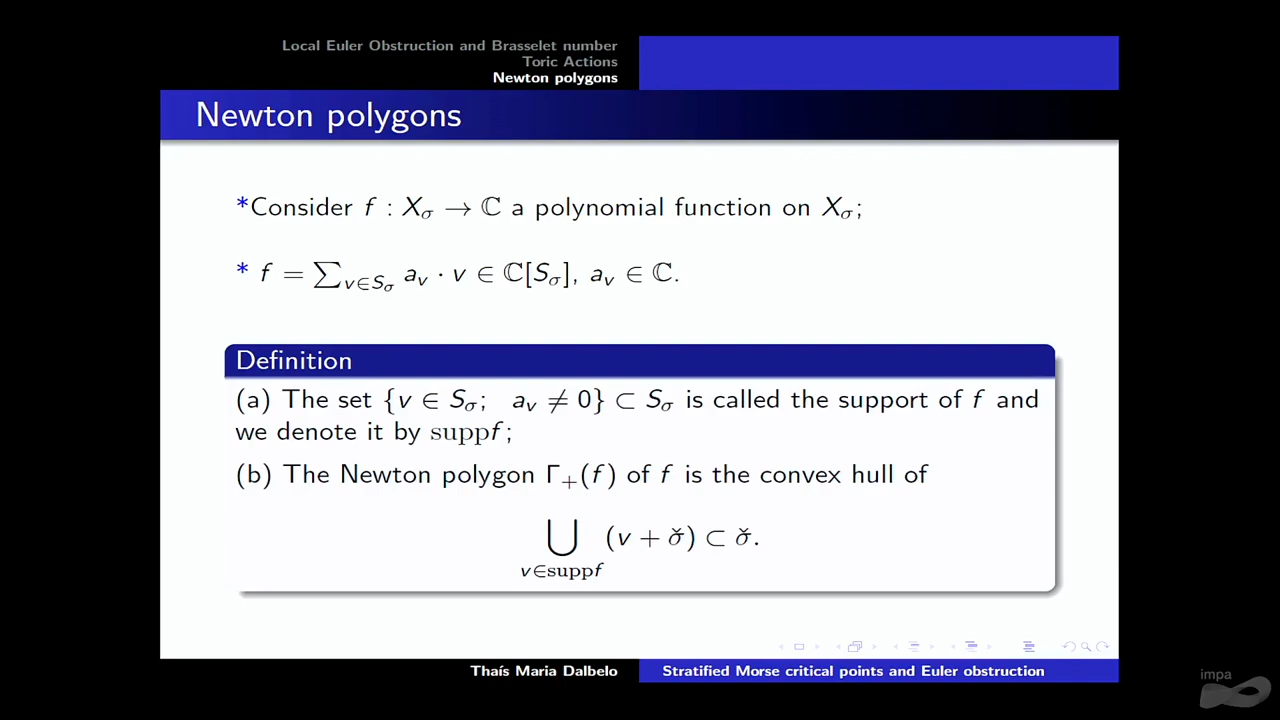 Local Euler Obstruction and Brasselet number
Toric Actions
Newton polygons
Newton polygons
*Consider f : X_σ → ℂ a polynomial function on X_σ;
* f = ∑_{v∈S_σ} a_v · v ∈ ℂ[S_σ], a_v ∈ ℂ.
Definition
(a) The set {v ∈ S_σ; a_v ≠ 0} ⊂ S_σ is called the support of f and
we denote it by suppf;
(b) The Newton polygon Γ_+(f) of f is the convex hull of
⋃_{v∈suppf} (v + σ̌) ⊂ σ̌.
Thaís Maria Dalbelo
Stratified Morse critical points and Euler obstruction
impa